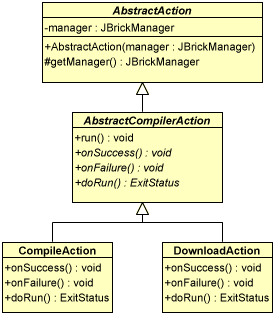 AbstractAction
-manager : JBrickManager
+AbstractAction(manager : JBrickManager)
#getManager() : JBrickManager
AbstractCompilerAction
+run() : void
+onSuccess() : void
+onFailure() : void
+doRun() : ExitStatus
CompileAction
+onSuccess() : void
+onFailure() : void
+doRun() : ExitStatus
DownloadAction
+onSuccess() : void
+onFailure() : void
+doRun() : ExitStatus